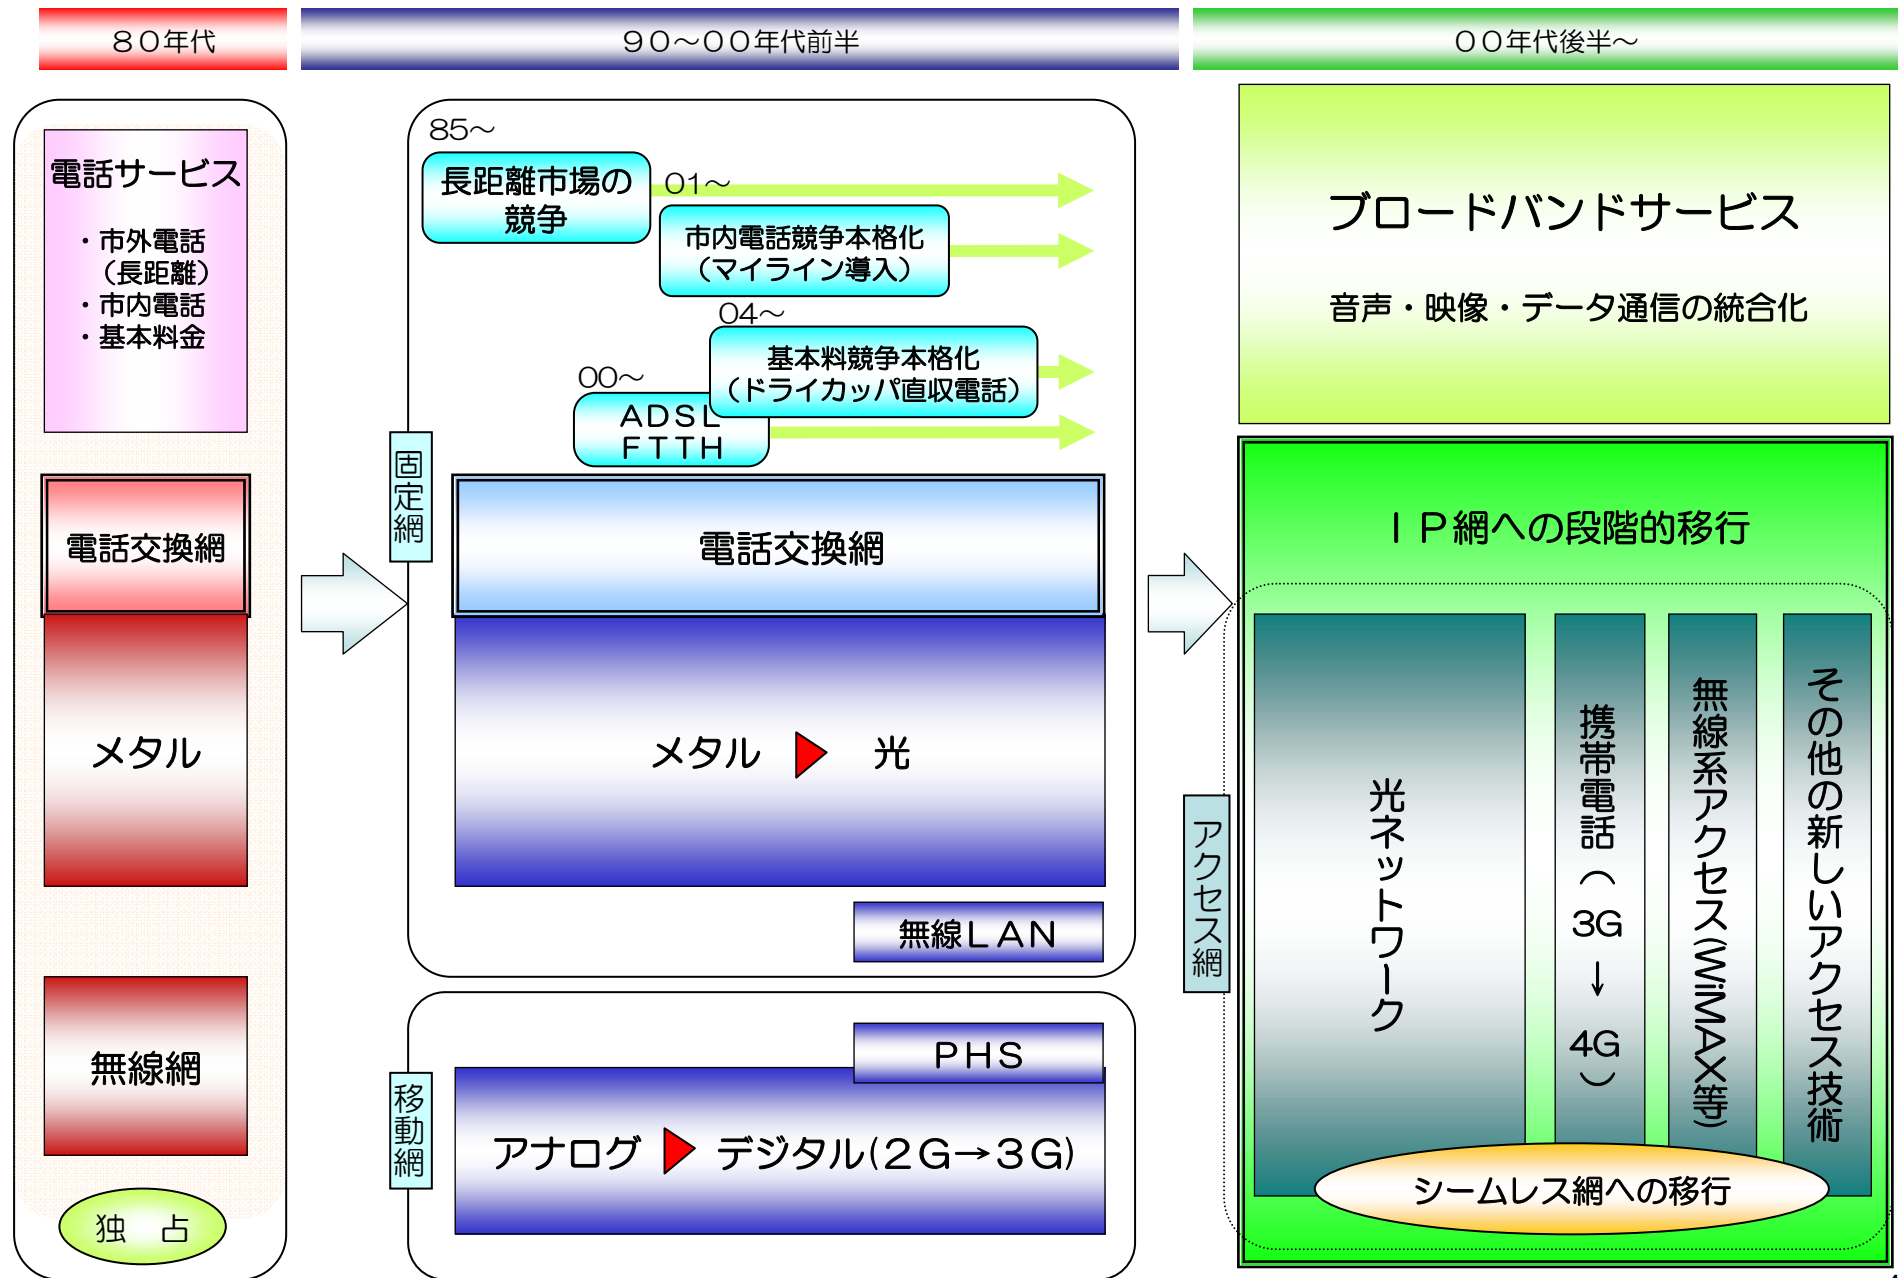 ８０年代
９０～００年代前半
００年代後半～
電話サービス
・市外電話
（長距離）
・市内電話
・基本料金
電話交換網
メタル
無線網
独　占
85～
長距離市場の
競争
01～
市内電話競争本格化
（マイライン導入）
04～
基本料競争本格化
（ドライカッパ直収電話）
00～
ＡＤＳＬ
ＦＴＴＨ
固定網
電話交換網
メタル　光
無線ＬＡＮ
移動網
ＰＨＳ
アナログ　デジタル(２Ｇ→３Ｇ)
ブロードバンドサービス
音声・映像・データ通信の統合化
ＩＰ網への段階的移行
アクセス網
光ネットワーク
携帯電話（3G→4G）
無線系アクセス(WiMAX等)
その他の新しいアクセス技術
シームレス網への移行